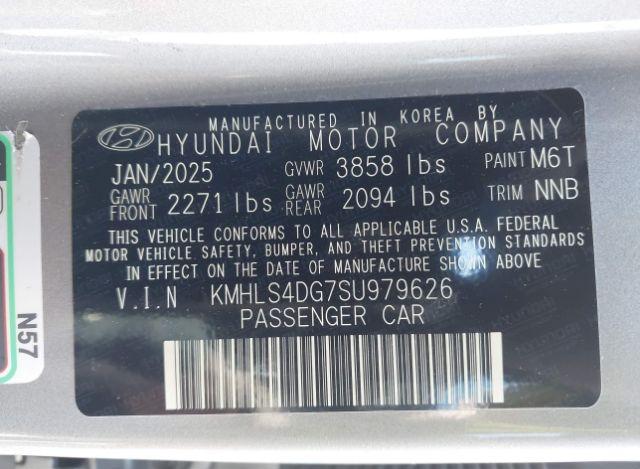 MANUFACTURED IN KOREA BY
HYUNDAI MOTOR COMPANY
JAN/2025 GVWR 3858 lbs PAINT M6T
GAWR FRONT 2271 lbs GAWR REAR 2094 lbs TRIM NNB
THIS VEHICLE CONFORMS TO ALL APPLICABLE U.S.A. FEDERAL
MOTOR VEHICLE SAFETY, BUMPER, AND THEFT PREVENTION STANDARDS
IN EFFECT ON THE DATE OF MANUFACTURE SHOWN ABOVE
V.I.N KMHLS4DG7SU979626
PASSENGER CAR
N57